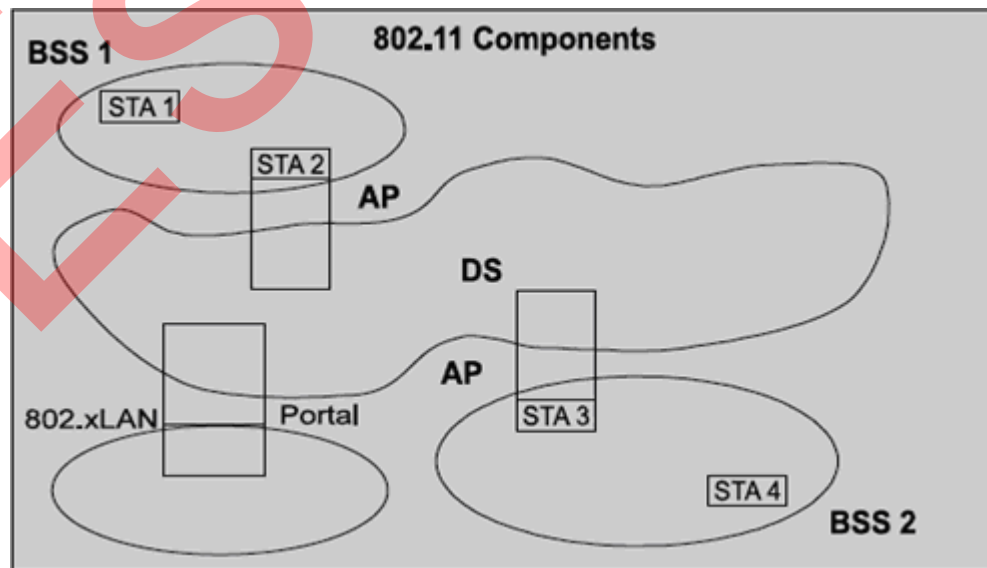 802.11 Components
BSS 1
STA 1
STA 2
AP
DS
AP
802.xLAN
Portal
STA 3
STA 4
BSS 2